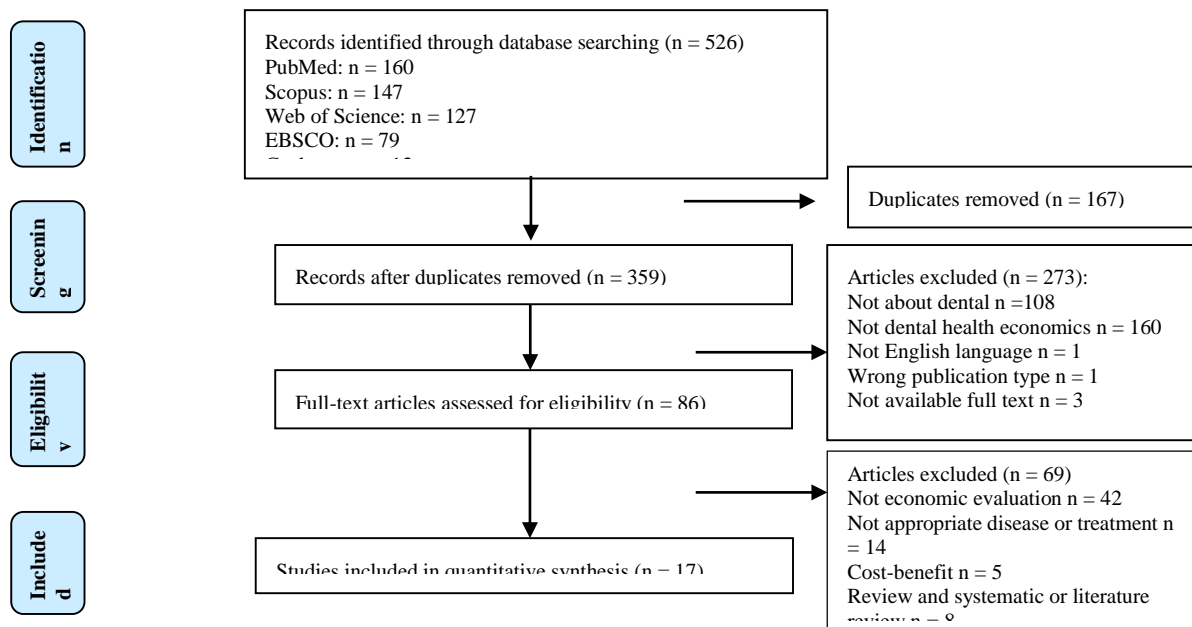 Identificatio
n
Records identified through database searching (n = 526)
PubMed: n = 160
Scopus: n = 147
Web of Science: n = 127
EBSCO: n = 79
Duplicates removed (n = 167)
Screenin
g
Records after duplicates removed (n = 359)
Articles excluded (n = 273):
Not about dental n =108
Not dental health economics n = 160
Not English language n = 1
Wrong publication type n = 1
Not available full text n = 3
Eligibilit
y
Full-text articles assessed for eligibility (n = 86)
Articles excluded (n = 69)
Not economic evaluation n = 42
Not appropriate disease or treatment n
= 14
Cost-benefit n = 5
Review and systematic or literature
review n = 8
Include
d
Studies included in quantitative synthesis (n = 17)